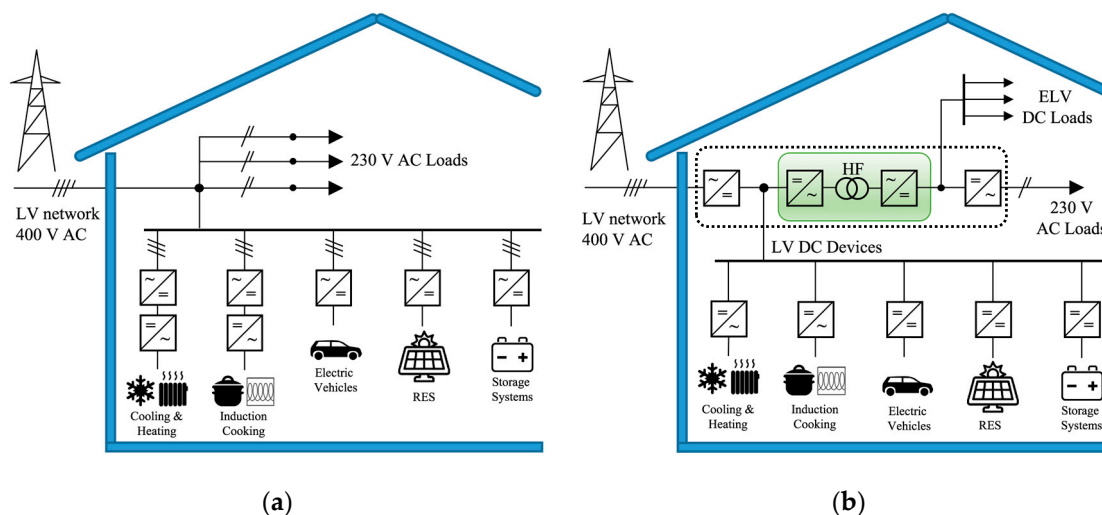 230 V AC Loads
LV network
400 V AC
Cooling &
Heating
Induction
Cooking
Electric
Vehicles
RES
Storage
Systems
(a)
ELV
DC Loads
HF
LV network
400 V AC
230 V
AC Loads
LV DC Devices
Cooling &
Heating
Induction
Cooking
Electric
Vehicles
RES
Storage
Systems
(b)